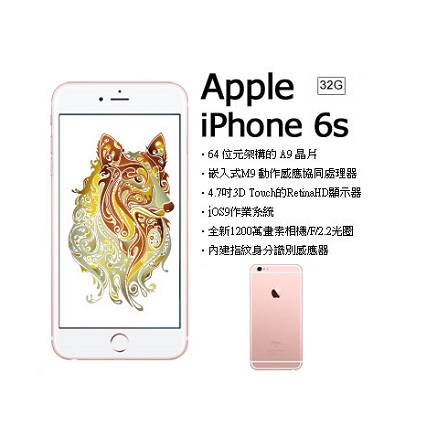 Apple 32G
iPhone 6s
・64 位元架構的 A9 晶片
・嵌入式M9 動作感應協同處理器
・4.7吋3D Touch的RetinaHD顯示器
・iOS9作業系統
・全新1200萬畫素相機/F/2.2光圈
・內建指紋身分識別感應器